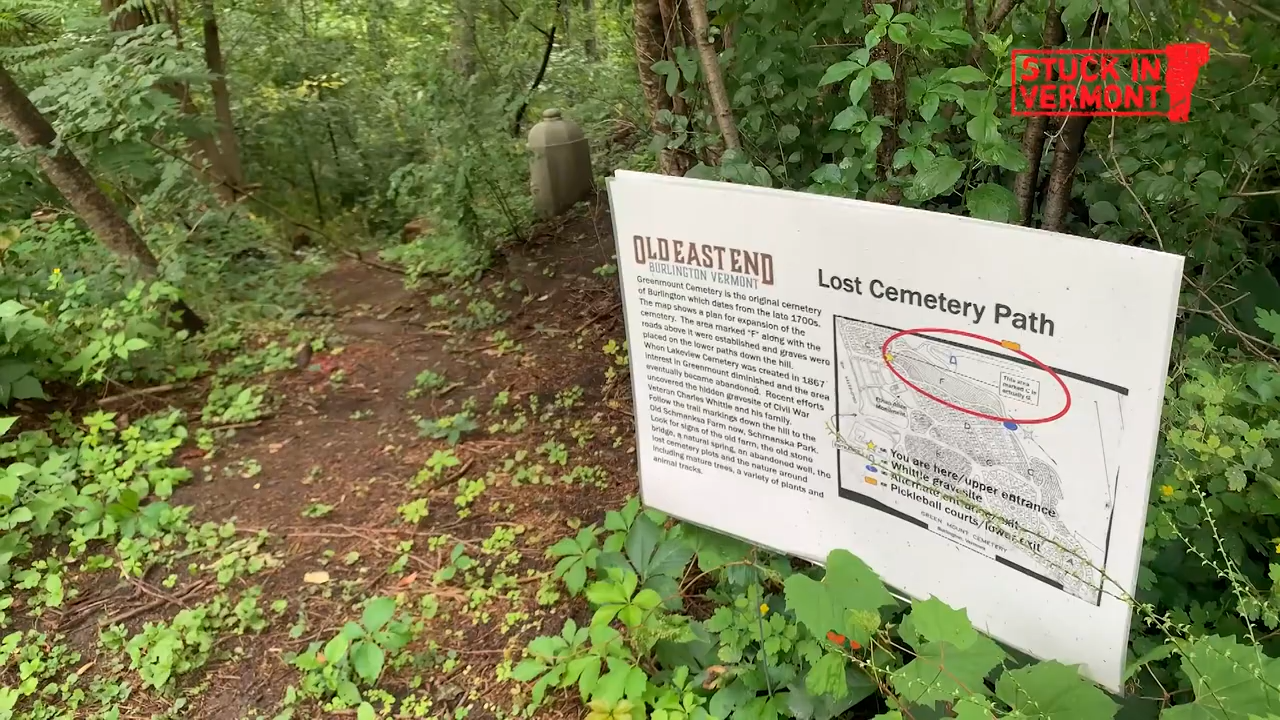 STUCK IN
VERMONT
OLD EAST END
BURLINGTON VERMONT
Greenmount Cemetery is the original cemetery
of Burlington which dates from the late 1700s.
The map shows a plan for expansion of the
cemetery. The area marked "F" along with the
roads above it were established and graves were
placed on the lower paths down the hill.
When Lakeview Cemetery was created in 1867
interest in Greenmount diminished and the area
eventually became abandoned. Recent efforts
uncovered the hidden gravesite of Civil War
Veteran Charles Whittle and his family.
Follow the trail markings down the hill to the
Old Schmanksa Farm now, Schmanska Park.
Look for signs of the old farm, the old stone
bridge, a natural spring, an abandoned well, the
lost cemetery plots and the nature around
including mature trees, a variety of plants and
animal tracks.
Lost Cemetery Path
This area
marked C is
actually G.
F
D
C
A
= You are here/upper entrance
= Whittle gravesite
= Alternate entrance/exit
= Pickleball courts/lower exit
GREEN MOUNT CEMETERY
Burlington, Vermont